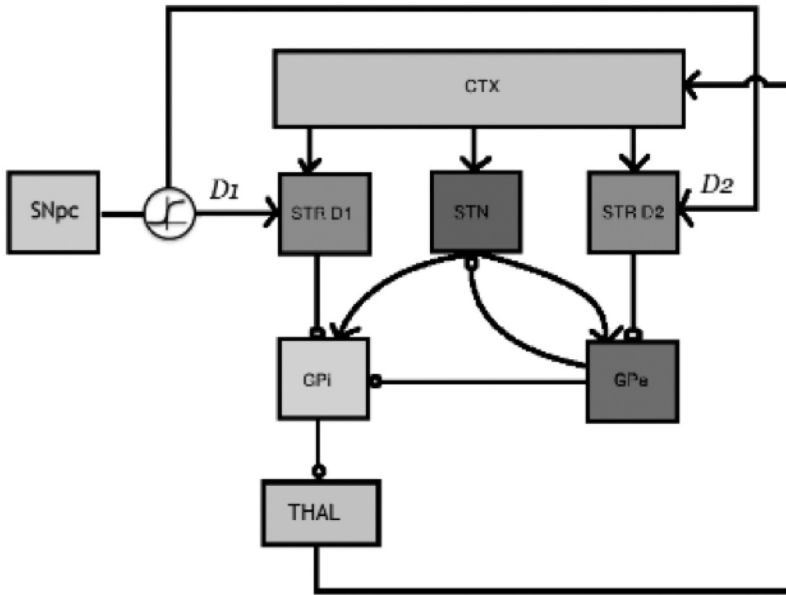 CTX
SNpc
D1
STR D1
STN
STR D2
D2
GPi
GPe
THAL